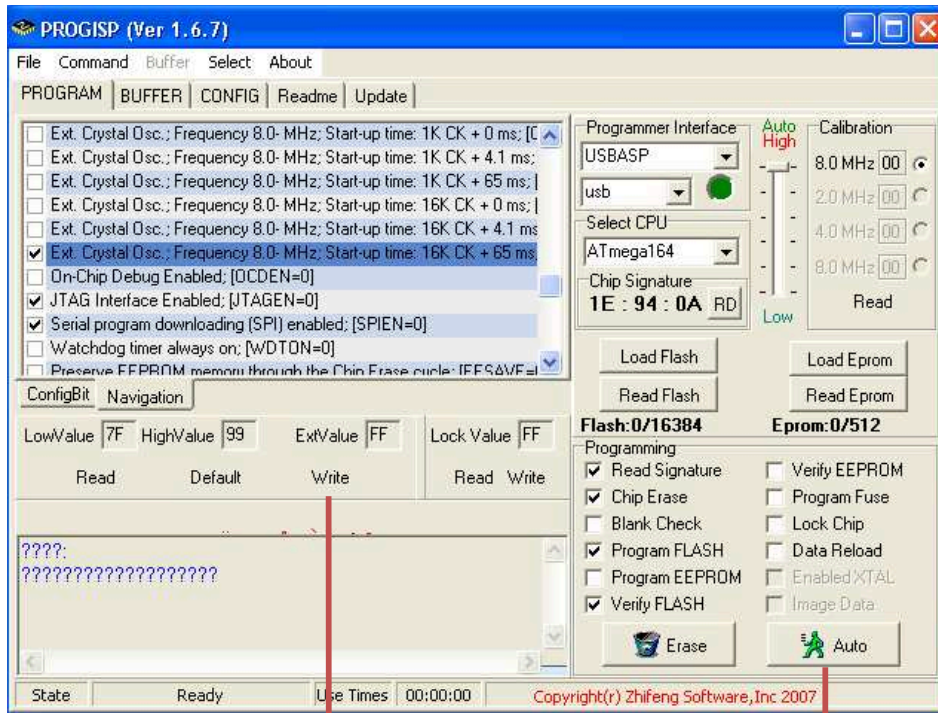 PROGISP (Ver 1.6.7)
File Command Buffer Select About
PROGRAM BUFFER CONFIG Readme Update
Ext. Crystal Osc.; Frequency 8.0- MHz; Start-up time: 1K CK + 0 ms;
Ext. Crystal Osc.; Frequency 8.0- MHz; Start-up time: 1K CK + 4.1 ms;
Ext. Crystal Osc.; Frequency 8.0- MHz; Start-up time: 1K CK + 65 ms;
Ext. Crystal Osc.; Frequency 8.0- MHz; Start-up time: 16K CK + 0 ms;
Ext. Crystal Osc.; Frequency 8.0- MHz; Start-up time: 16K CK + 4.1 ms
Ext. Crystal Osc.; Frequency 8.0- MHz; Start-up time: 16K CK + 65 ms
On-Chip Debug Enabled; [OCDEN=0]
JTAG Interface Enabled; [JTAGEN=0]
Serial program downloading (SPI) enabled; [SPIEN=0]
Watchdog timer always on; [WDTON=0]
Preserve EEPROM memory through the Chip Erase cycle; [EESAVE=
ConfigBit Navigation
LowValue 7F HighValue 99 ExtValue FF Lock Value FF
Read Default Write Read Write
????:
???????????????????
Programmer Interface
USBASP
usb
Select CPU
ATmega164
Chip Signature
1E : 94 : 0A RD
Auto
High
Low
Calibration
8.0 MHz 00
2.0 MHz 00
4.0 MHz 00
8.0 MHz 00
Read
Load Flash Load Eprom
Read Flash Read Eprom
Flash:0/16384 Eprom:0/512
Programming
Read Signature Verify EEPROM
Chip Erase Program Fuse
Blank Check Lock Chip
Program FLASH Data Reload
Program EEPROM Enabled XTAL
Verify FLASH Image Data
Erase Auto
State Ready Use Times 00:00:00 Copyright(r) Zhifeng Software,Inc 2007